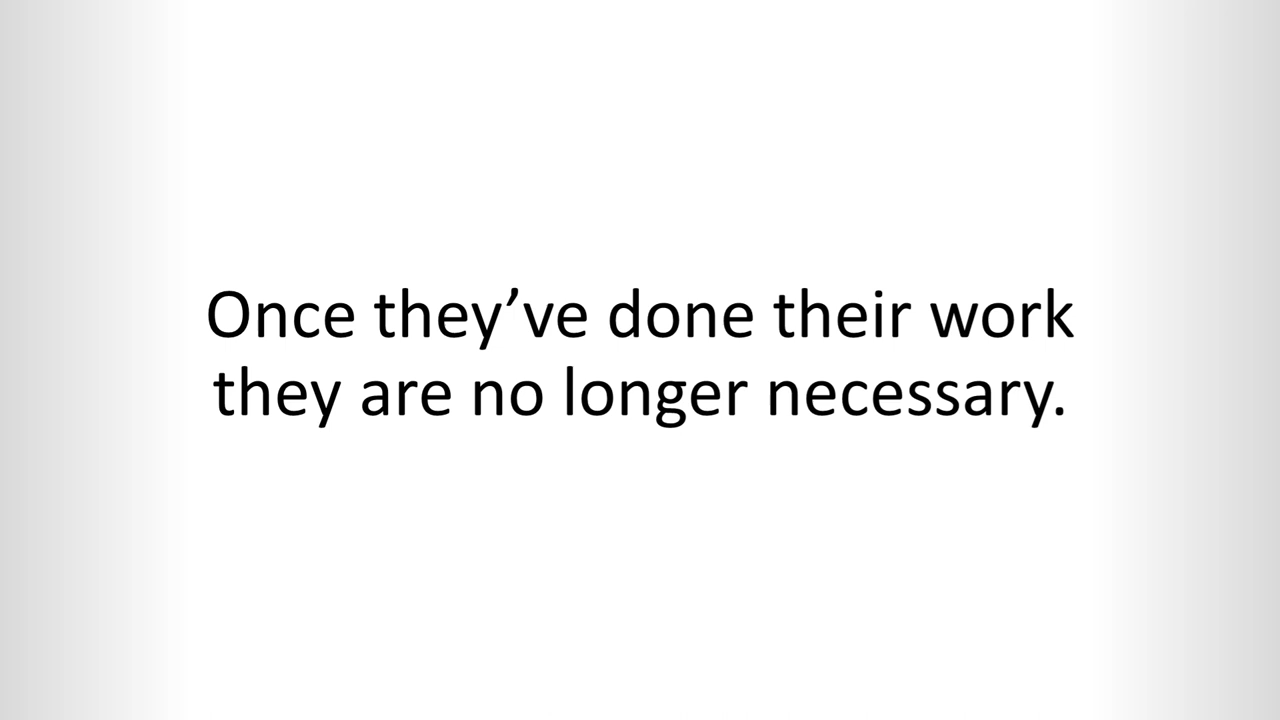 Once they’ve done their work
they are no longer necessary.